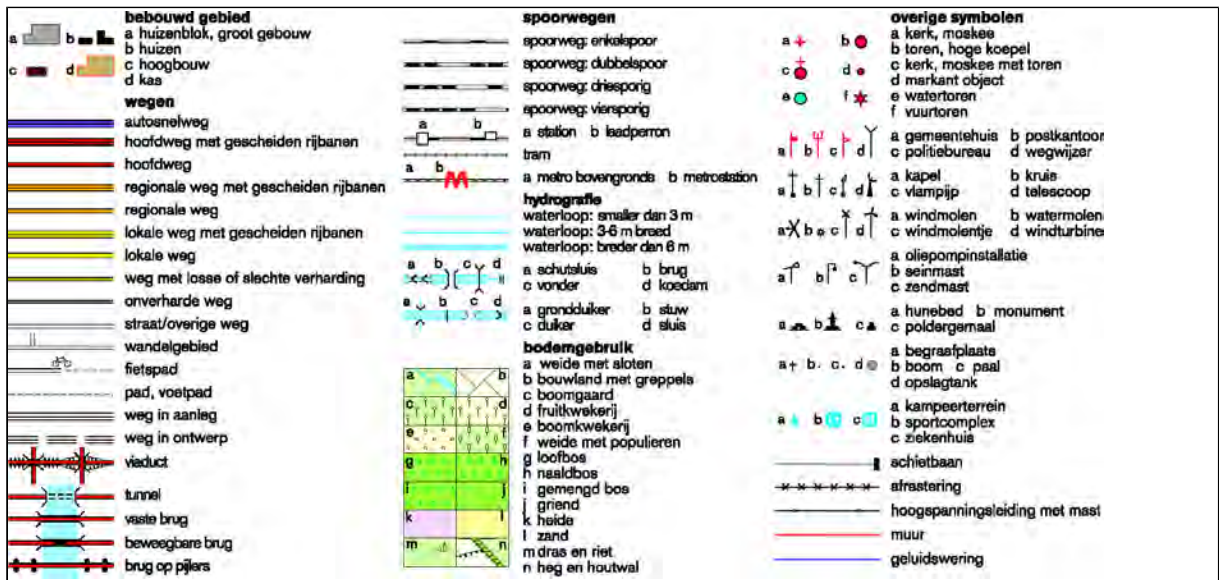 bebouwd gebied
a b
a huizenblok, groot gebouw
b huizen
c d
c hoogbouw
d kas
wegen
autosnelweg
hoofdweg met gescheiden rijbanen
hoofdweg
regionale weg met gescheiden rijbanen
regionale weg
lokale weg met gescheiden rijbanen
lokale weg
weg met losse of slechte verharding
onverharde weg
straat/overige weg
wandelgebied
fietspad
pad, voetpad
weg in aanleg
weg in ontwerp
viaduct
tunnel
vaste brug
beweegbare brug
brug op pijlers
spoorwegen
spoorweg: enkelspoor
spoorweg: dubbelspoor
spoorweg: driesporig
spoorweg: viersporig
a b
a station b laadperron
tram
a b
a metro bovengronds b metrostation
hydrografie
waterloop: smaller dan 3 m
waterloop: 3-6 m breed
waterloop: breder dan 6 m
a b c d
a schutsluis b brug
c vonder d koedam
a b c d
a grondduiker b stuw
c duiker d sluis
bodemgebruik
a b
a weide met sloten
b bouwland met greppels
c d
c boomgaard
d fruitkwekerij
e f
e boomkwekerij
f weide met populieren
g h
g loofbos
h naaldbos
i j
i gemengd bos
j griend
k l
k heide
l zand
m n
m dras en riet
n heg en houtwal
overige symbolen
a b
a kerk, moskee
b toren, hoge koepel
c d
c kerk, moskee met toren
d markant object
e f
e watertoren
f vuurtoren
a b c d
a gemeentehuis b postkantoor
c politiebureau d wegwijzer
a b c d
a kapel b kruis
c vlampijp d telescoop
a b c d
a windmolen b watermolen
c windmolentje d windturbine
a b c
a oliepompinstallatie
b seinmast
c zendmast
a b c
a hunebed b monument
c poldergemaal
a b c d
a begraafplaats
b boom c paal
d opslagtank
a b c
a kampeerterrein
b sportcomplex
c ziekenhuis
schietbaan
afrastering
hoogspanningsleiding met mast
muur
geluidswering